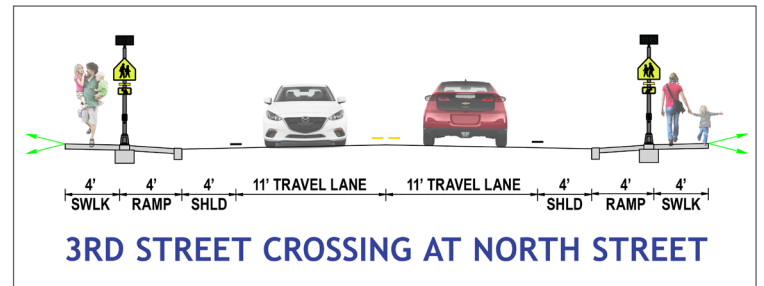 4' 4' 4' 11' TRAVEL LANE 11' TRAVEL LANE 4' 4' 4'
SWLK RAMP SHLD SHLD RAMP SWLK
3RD STREET CROSSING AT NORTH STREET